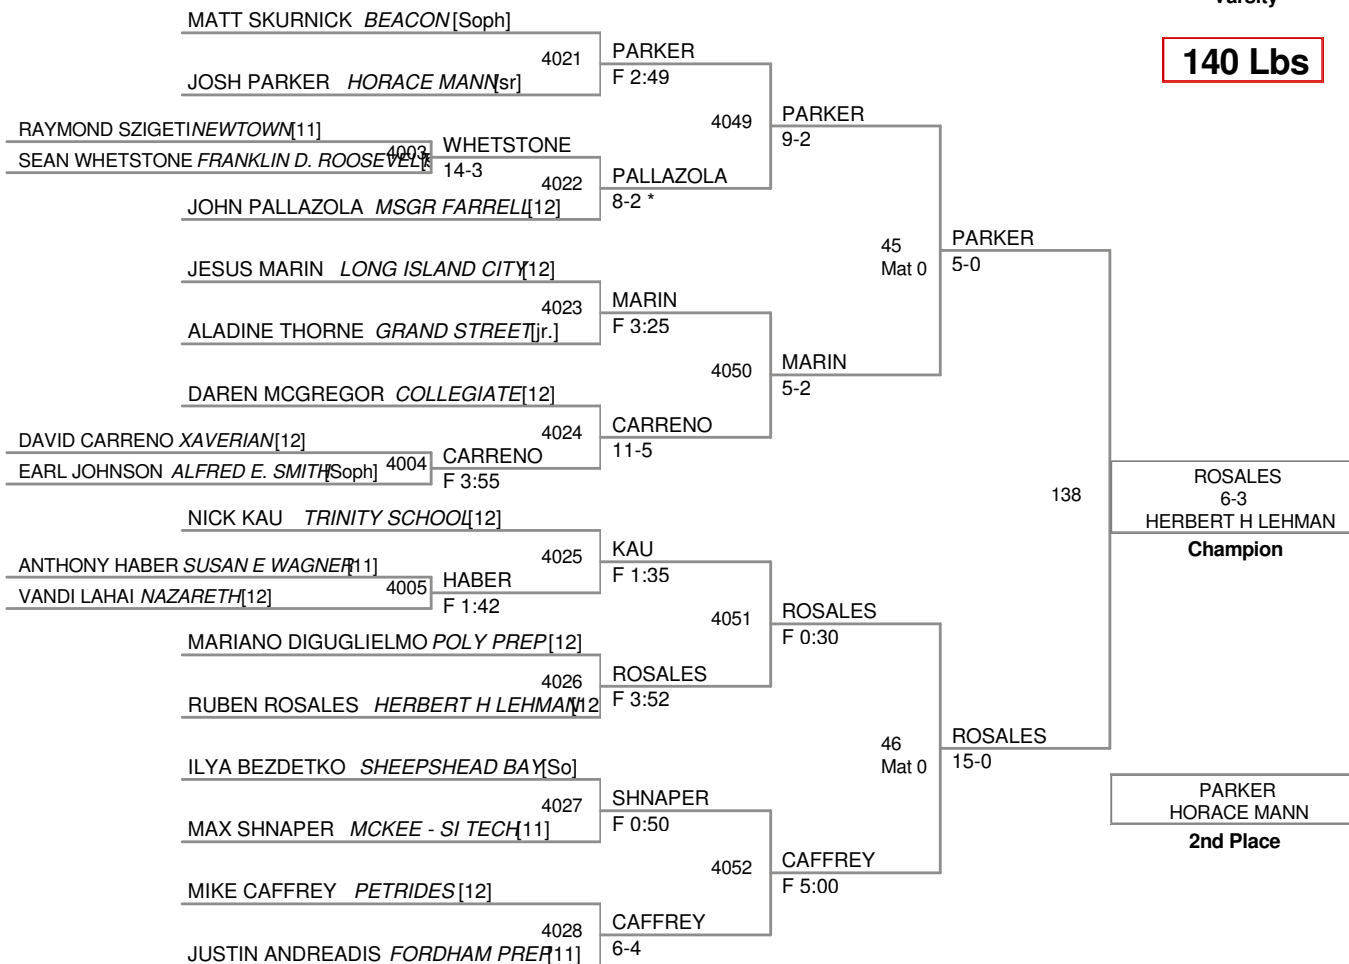 Varsity
140 Lbs
MATT SKURNICK BEACON [Soph]
4021
PARKER
F 2:49
JOSH PARKER HORACE MANN[sr]
4049
PARKER
9-2
RAYMOND SZIGETI NEWTOWN[11]
4003
WHETSTONE
14-3
SEAN WHETSTONE FRANKLIN D. ROOSEVELT
4022
PALLAZOLA
8-2 *
JOHN PALLAZOLA MSGR FARRELL[12]
45
Mat 0
PARKER
5-0
JESUS MARIN LONG ISLAND CITY[12]
4023
MARIN
F 3:25
ALADINE THORNE GRAND STREET[jr.]
4050
MARIN
5-2
DAREN MCGREGOR COLLEGIATE[12]
4024
CARRENO
11-5
DAVID CARRENO XAVERIAN[12]
4004
CARRENO
F 3:55
EARL JOHNSON ALFRED E. SMITH[Soph]
138
ROSALES
6-3
HERBERT H LEHMAN
Champion
NICK KAU TRINITY SCHOOL[12]
4025
KAU
F 1:35
ANTHONY HABER SUSAN E WAGNER[11]
4005
HABER
F 1:42
VANDI LAHAI NAZARETH[12]
4051
ROSALES
F 0:30
MARIANO DIGUGLIELMO POLY PREP[12]
4026
ROSALES
F 3:52
RUBEN ROSALES HERBERT H LEHMAN[12
46
Mat 0
ROSALES
15-0
ILYA BEZDETKO SHEEPSHEAD BAY[So]
4027
SHNAPER
F 0:50
MAX SHNAPER MCKEE - SI TECH[11]
4052
CAFFREY
F 5:00
PARKER
HORACE MANN
2nd Place
MIKE CAFFREY PETRIDES [12]
4028
CAFFREY
6-4
JUSTIN ANDREADIS FORDHAM PREP[11]